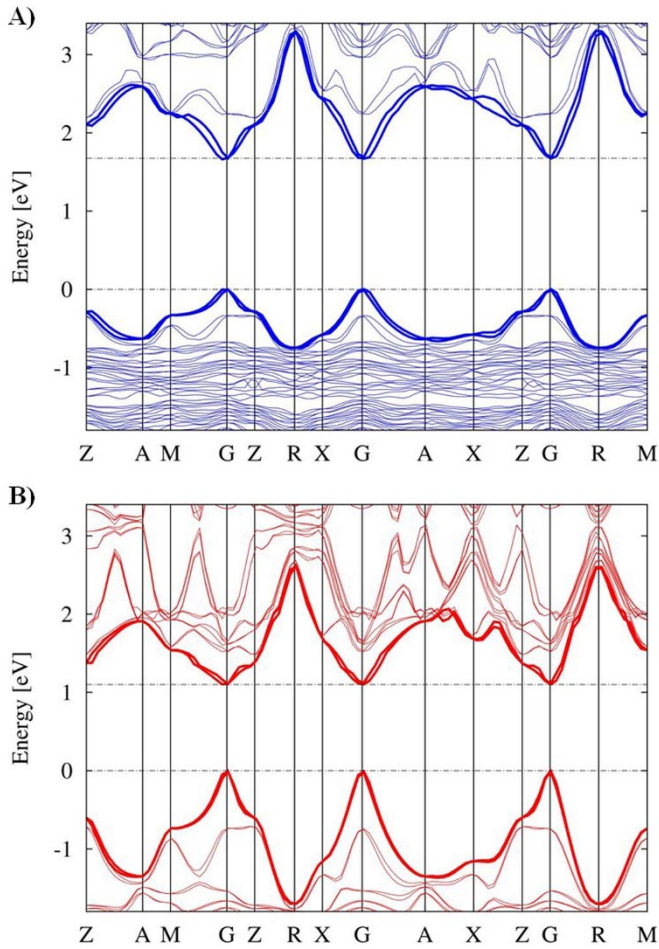 A)
3
2
1
0
-1
Energy [eV]
Z A M G Z R X G A X Z G R M
B)
3
2
1
0
-1
Energy [eV]
Z A M G Z R X G A X Z G R M